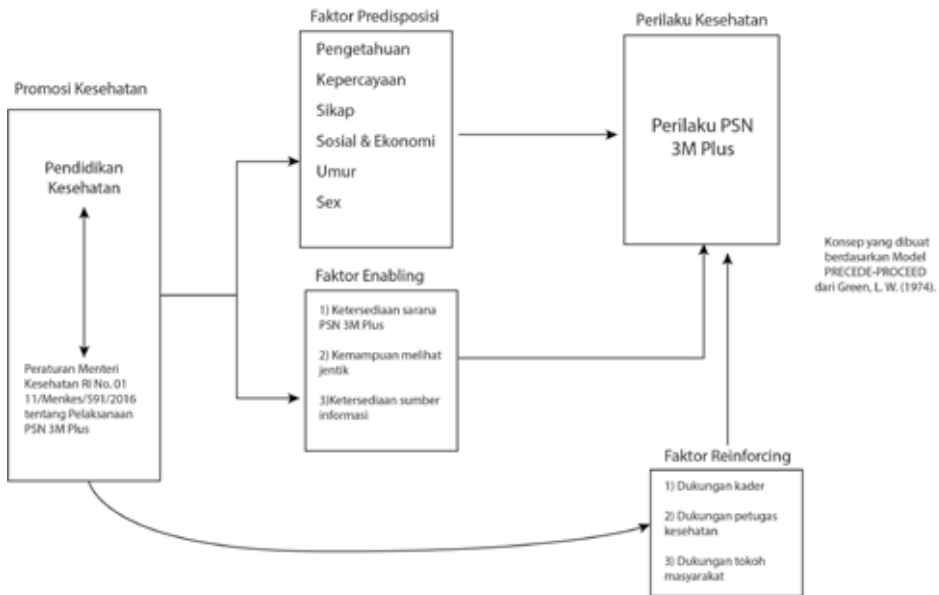 Promosi Kesehatan
Pendidikan
Kesehatan
Peraturan Menteri
Kesehatan RI No. 01
11/Menkes/591/2016
tentang Pelaksanaan
PSN 3M Plus
Faktor Predisposisi
Pengetahuan
Kepercayaan
Sikap
Sosial & Ekonomi
Umur
Sex
Faktor Enabling
1) Ketersediaan sarana
PSN 3M Plus
2) Kemampuan melihat
jentik
3)Ketersediaan sumber
informasi
Perilaku Kesehatan
Perilaku PSN
3M Plus
Faktor Reinforcing
1) Dukungan kader
2) Dukungan petugas
kesehatan
3) Dukungan tokoh
masyarakat
Konsep yang dibuat
berdasarkan Model
PRECEDE-PROCEED
dari Green, L. W. (1974).